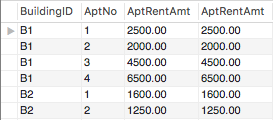 BuildingID AptNo AptRentAmt AptRentAmt
B1 1 2500.00 2500.00
B1 2 2000.00 2000.00
B1 3 4500.00 4500.00
B1 4 6500.00 6500.00
B2 1 1600.00 1600.00
B2 2 1250.00 1250.00